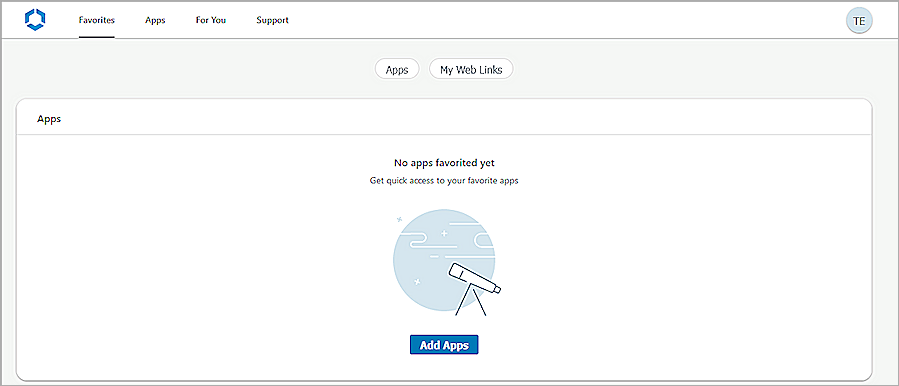 Favorites Apps For You Support TE
Apps My Web Links
Apps
No apps favorited yet
Get quick access to your favorite apps
Add Apps